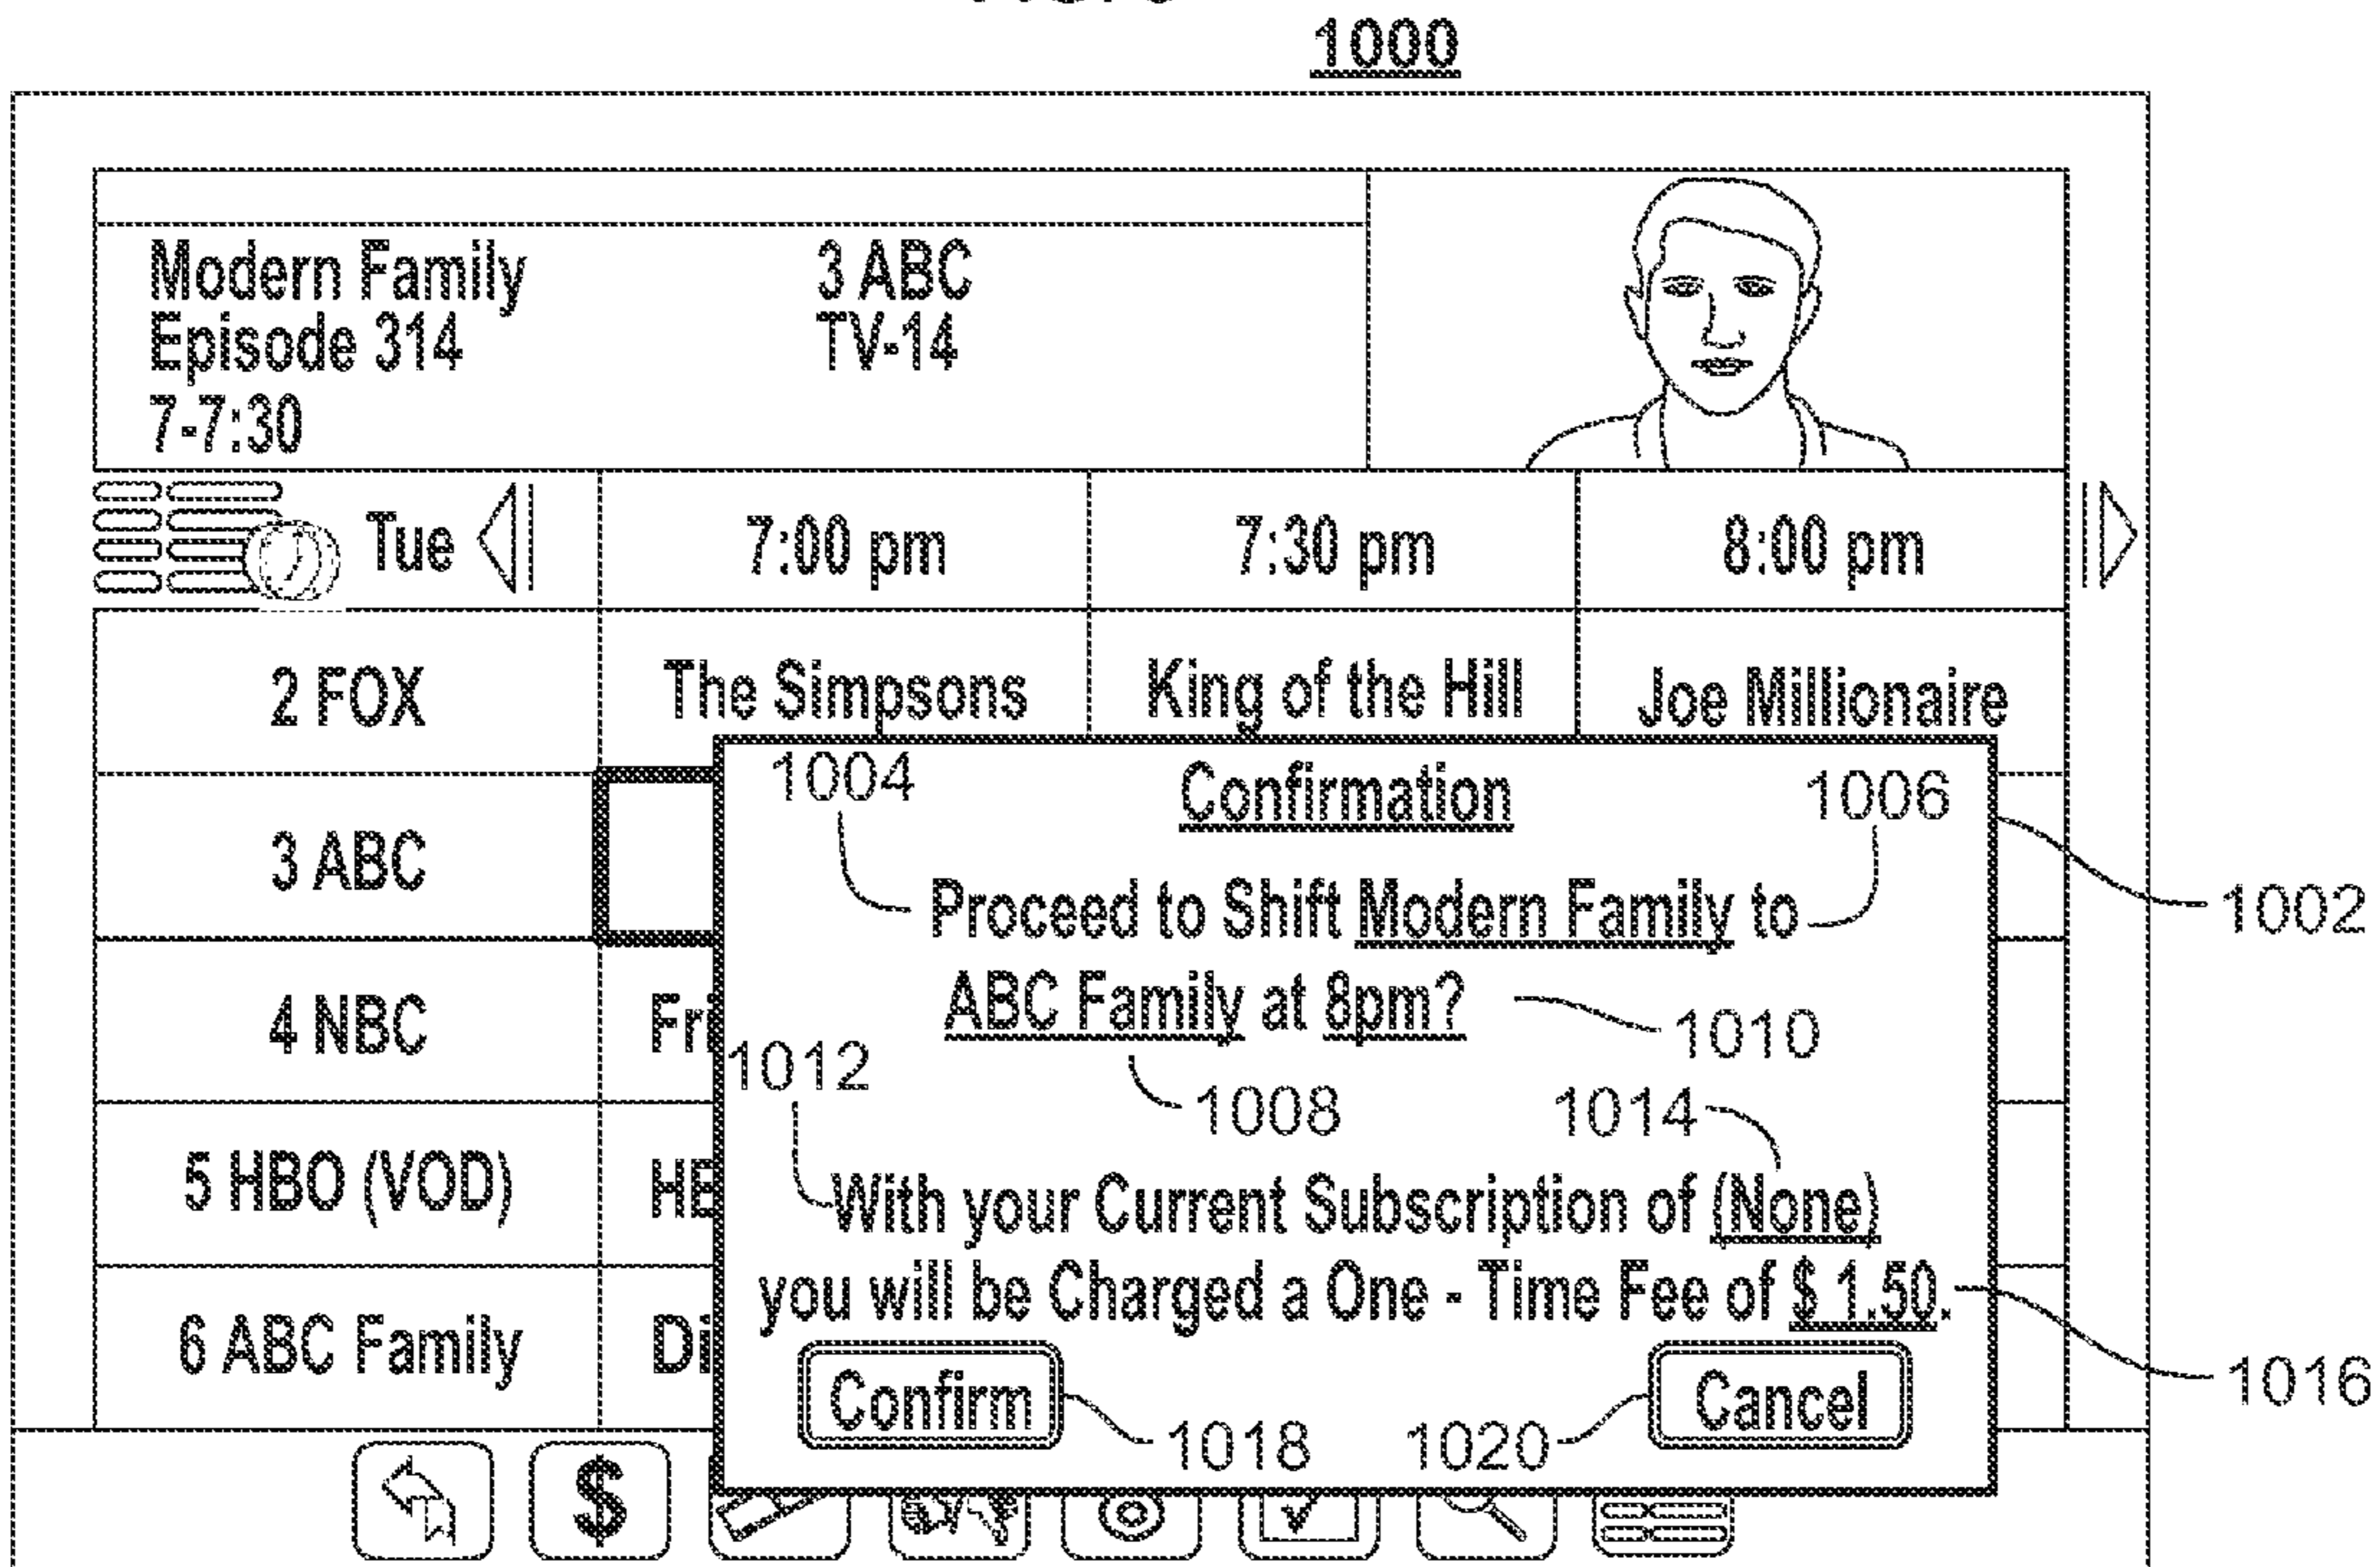 1000
Modern Family 3 ABC
Episode 314 TV-14
7-7:30
Tue 7:00 pm 7:30 pm 8:00 pm
2 FOX The Simpsons King of the Hill Joe Millionaire
1004 Confirmation 1006
3 ABC
Proceed to Shift Modern Family to 1002
4 NBC Fri ABC Family at 8pm? 1010
1012 1008 1014
5 HBO (VOD) With your Current Subscription of (None)
you will be Charged a One - Time Fee of $ 1.50.
6 ABC Family Di
Confirm Cancel 1016
1018 1020
$